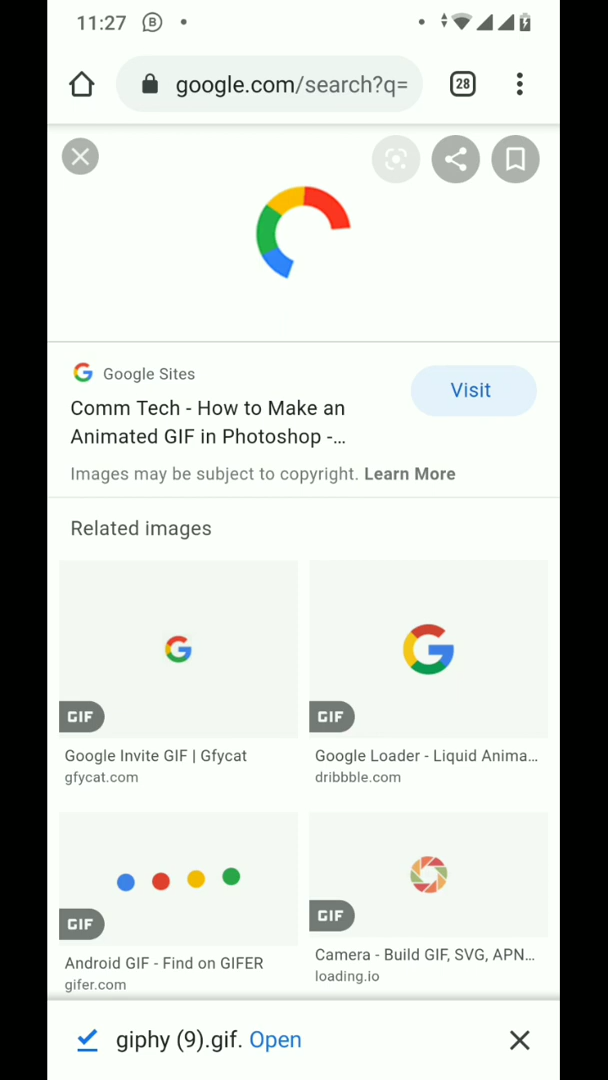 11:27
google.com/search?q=
28
Google Sites
Visit
Comm Tech - How to Make an
Animated GIF in Photoshop -...
Images may be subject to copyright. Learn More
Related images
GIF
GIF
Google Invite GIF | Gfycat
gfycat.com
Google Loader - Liquid Anima...
dribbble.com
GIF
GIF
Android GIF - Find on GIFER
gifer.com
Camera - Build GIF, SVG, APN...
loading.io
giphy (9).gif. Open